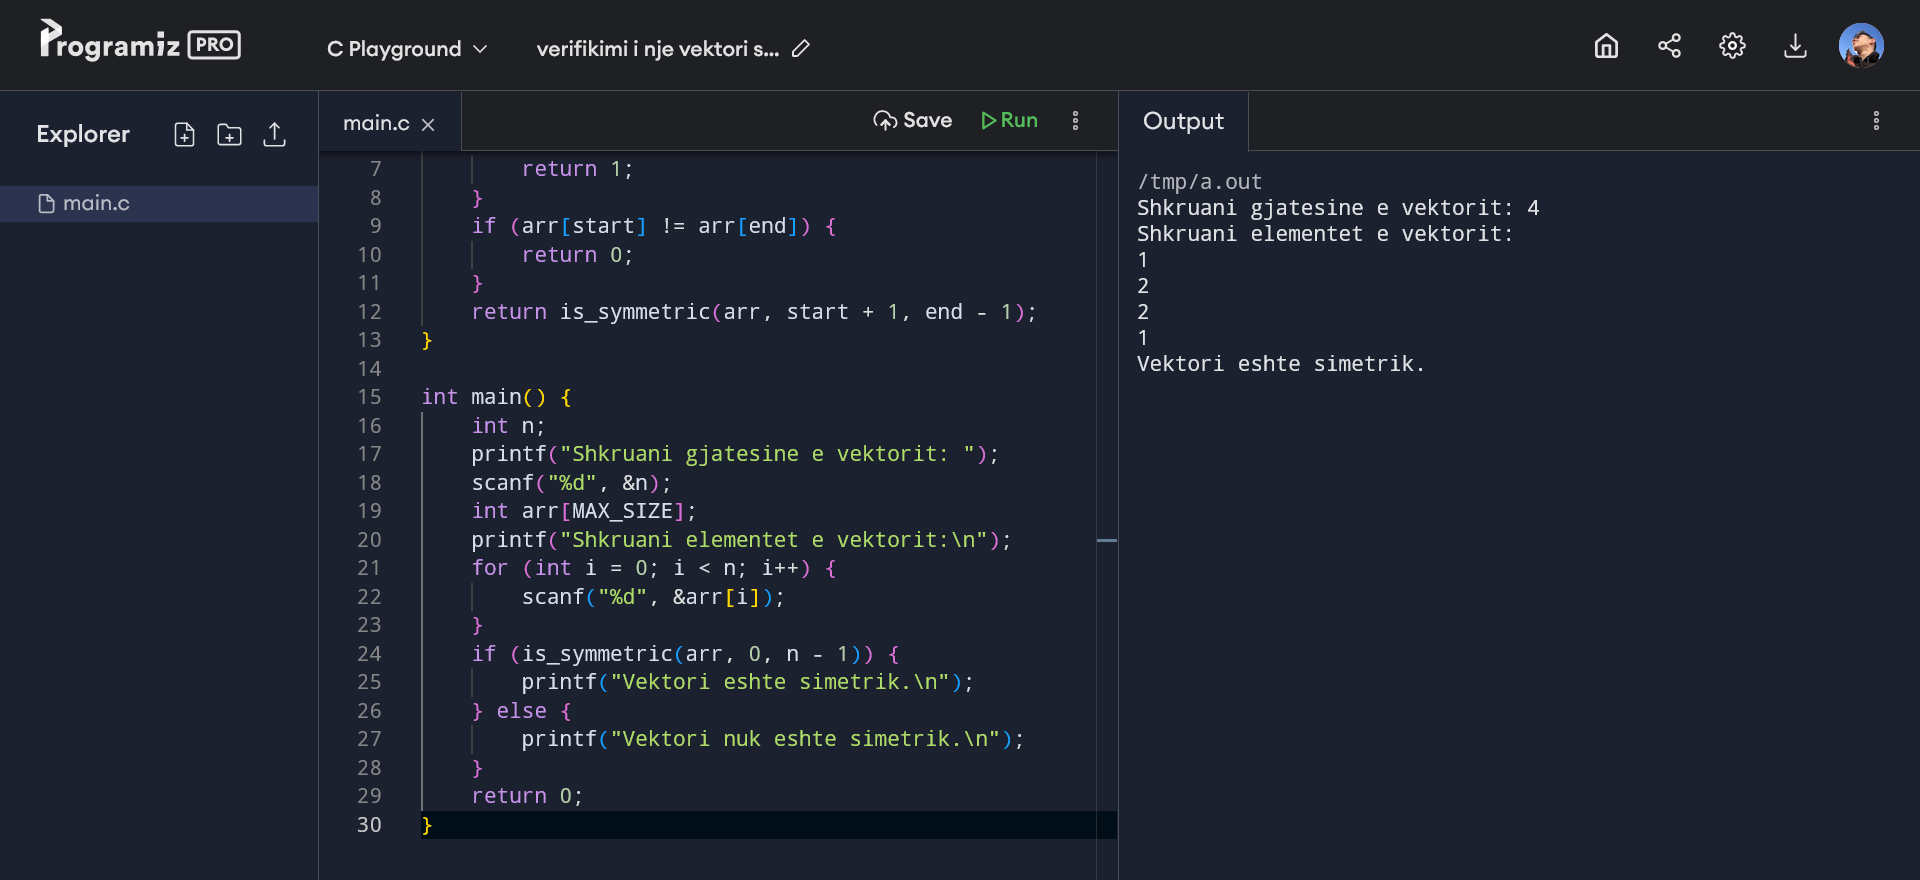 Programiz PRO
C Playground
verifikimi i nje vektori s...
Explorer
main.c
main.c
Save
Run
Output
7 return 1;
8 }
9 if (arr[start] != arr[end]) {
10 return 0;
11 }
12 return is_symmetric(arr, start + 1, end - 1);
13 }
14
15 int main() {
16 int n;
17 printf("Shkruani gjatesine e vektorit: ");
18 scanf("%d", &n);
19 int arr[MAX_SIZE];
20 printf("Shkruani elementet e vektorit:\n");
21 for (int i = 0; i < n; i++) {
22 scanf("%d", &arr[i]);
23 }
24 if (is_symmetric(arr, 0, n - 1)) {
25 printf("Vektori eshte simetrik.\n");
26 } else {
27 printf("Vektori nuk eshte simetrik.\n");
28 }
29 return 0;
30 }
/tmp/a.out
Shkruani gjatesine e vektorit: 4
Shkruani elementet e vektorit:
1
2
2
1
Vektori eshte simetrik.